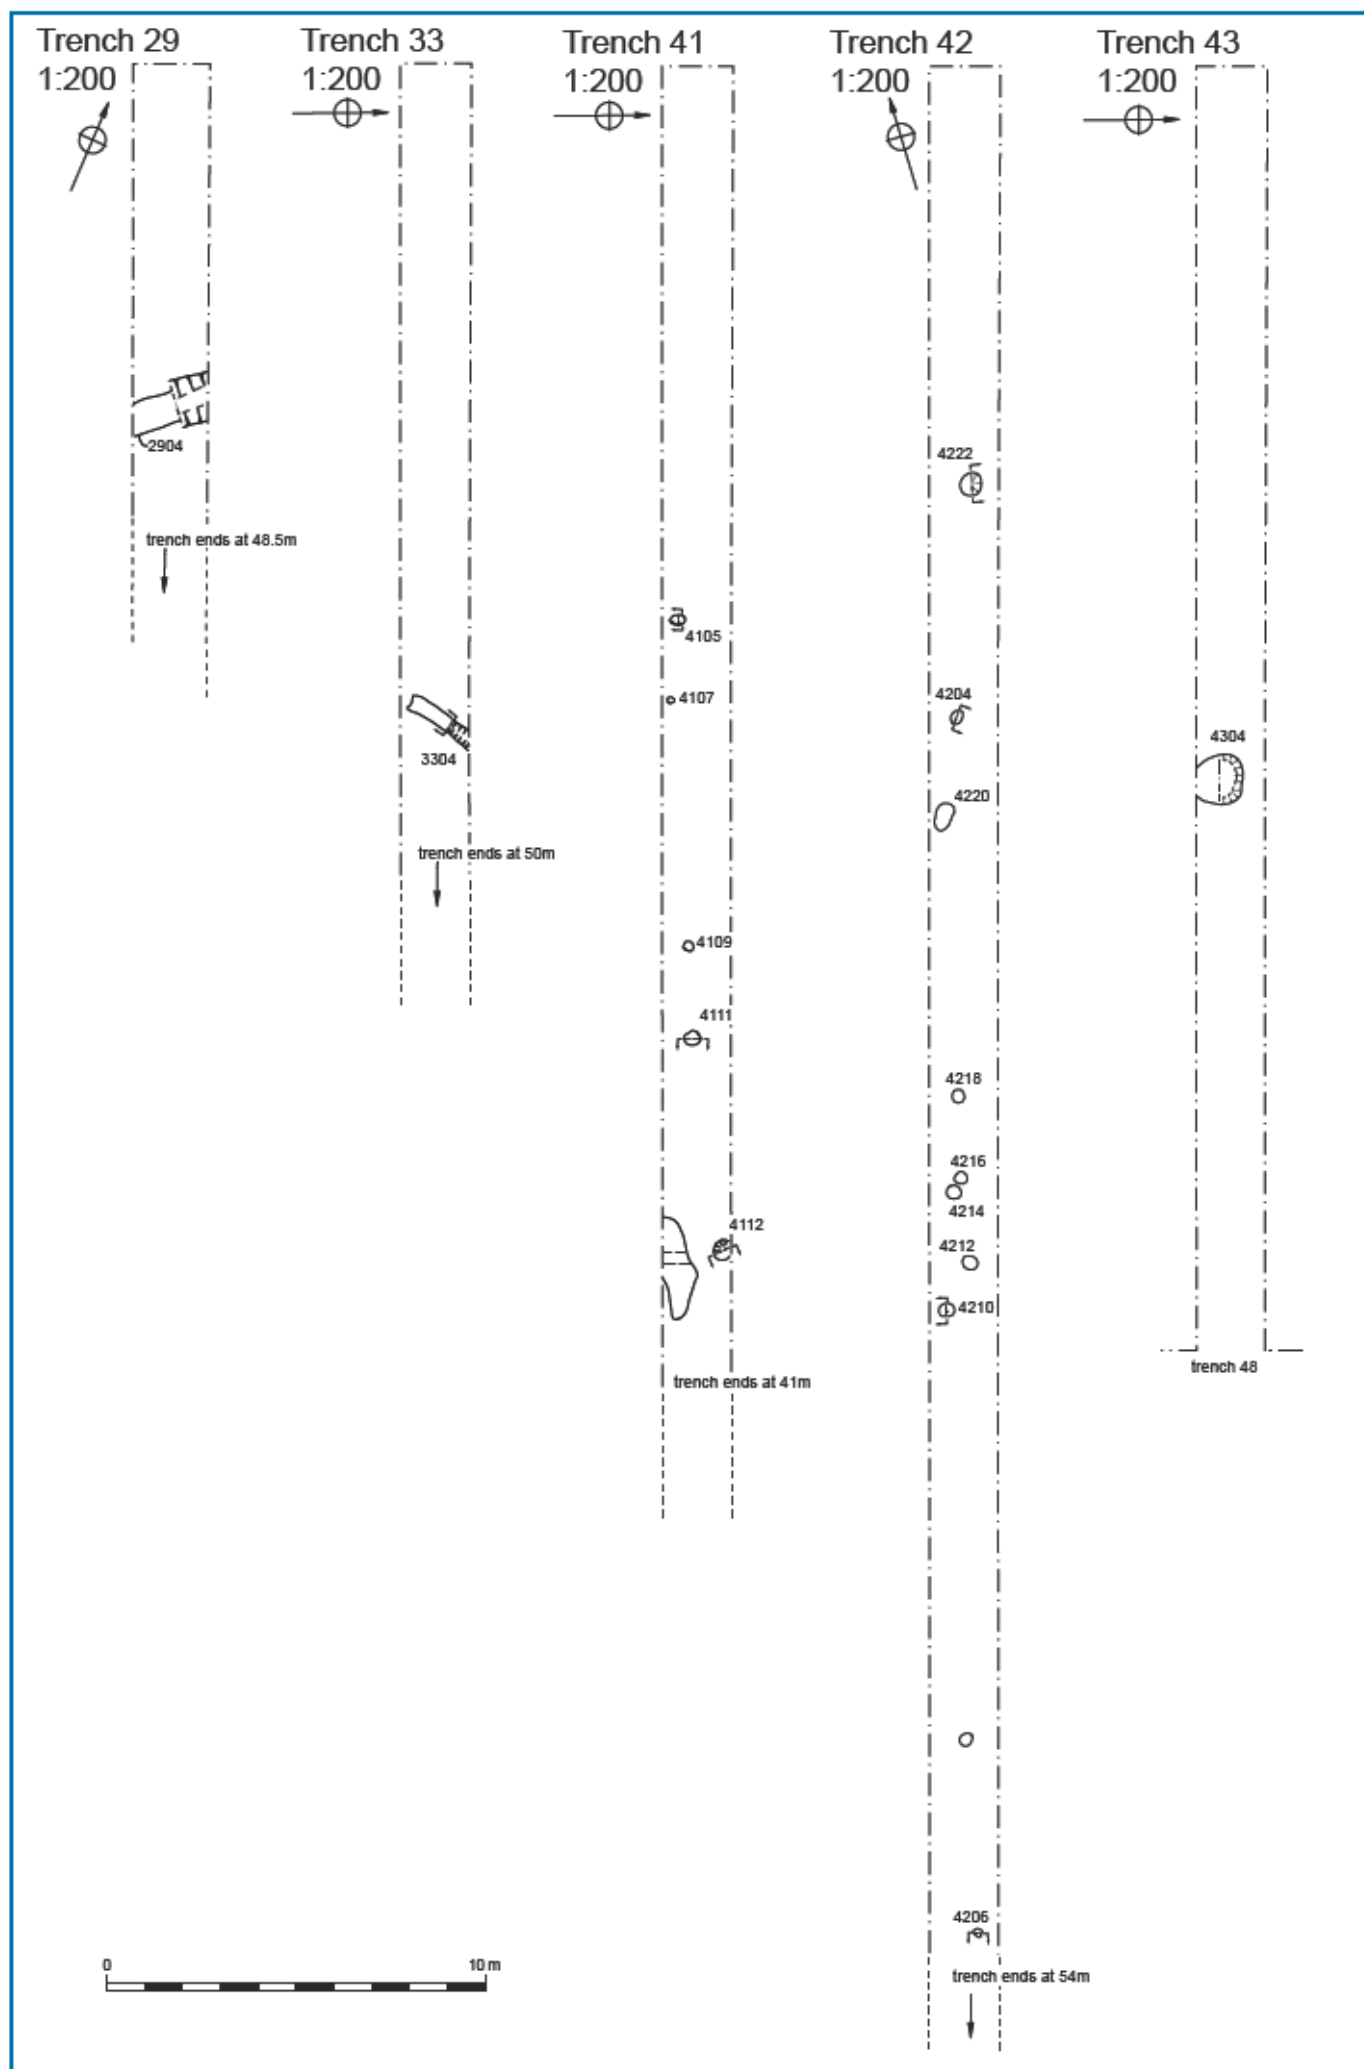 Trench 29
1:200
2904
trench ends at 48.5m
Trench 33
1:200
3304
trench ends at 50m
Trench 41
1:200
4105
4107
4109
4111
4112
trench ends at 41m
Trench 42
1:200
4222
4204
4220
4218
4216
4214
4212
4210
4206
trench ends at 54m
Trench 43
1:200
4304
trench 48
0 10 m